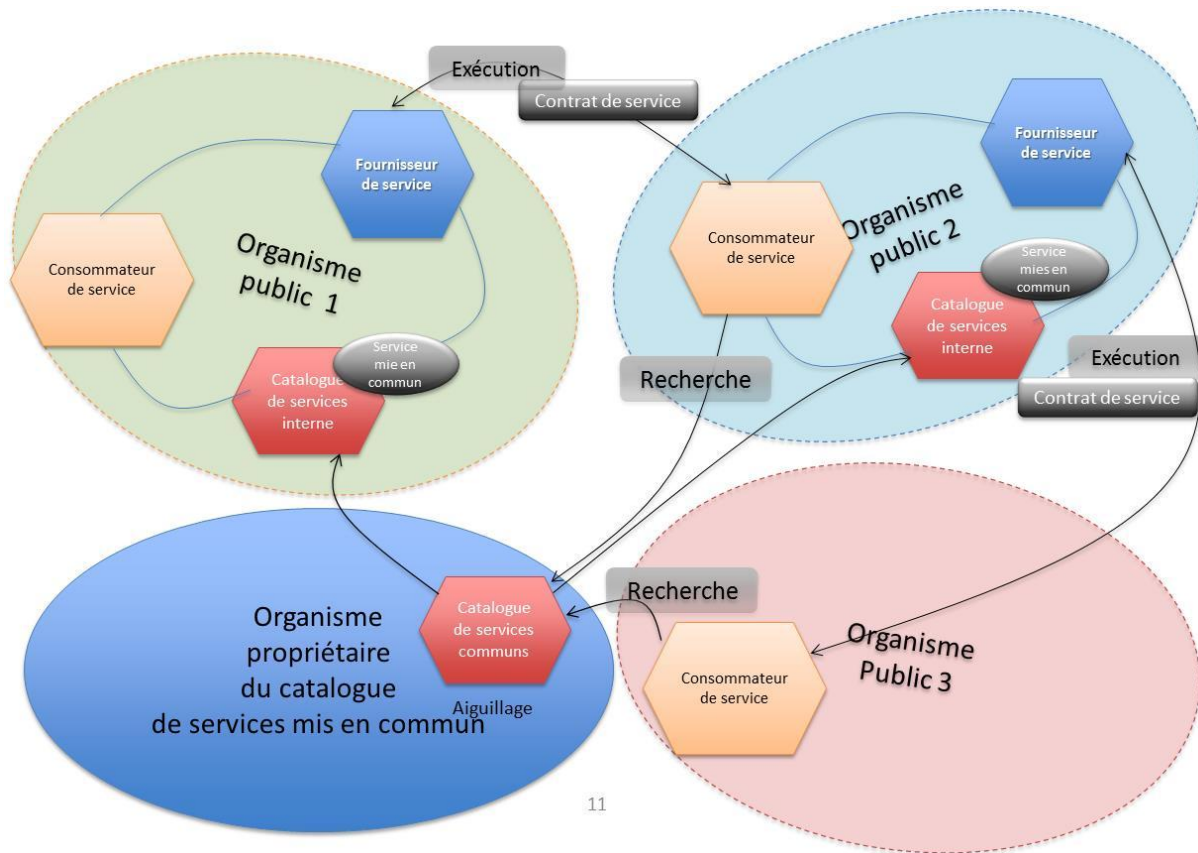 Exécution
Contrat de service
Fournisseur
de service
Consommateur
de service
Organisme
public 1
Service
mie en
commun
Catalogue
de services
interne
Fournisseur
de service
Consommateur
de service
Organisme
public 2
Service
mies en
commun
Catalogue
de services
interne
Recherche
Exécution
Contrat de service
Organisme
propriétaire
du catalogue
de services mis en commun
Catalogue
de services
communs
Aiguillage
Recherche
Consommateur
de service
Organisme
Public 3
11